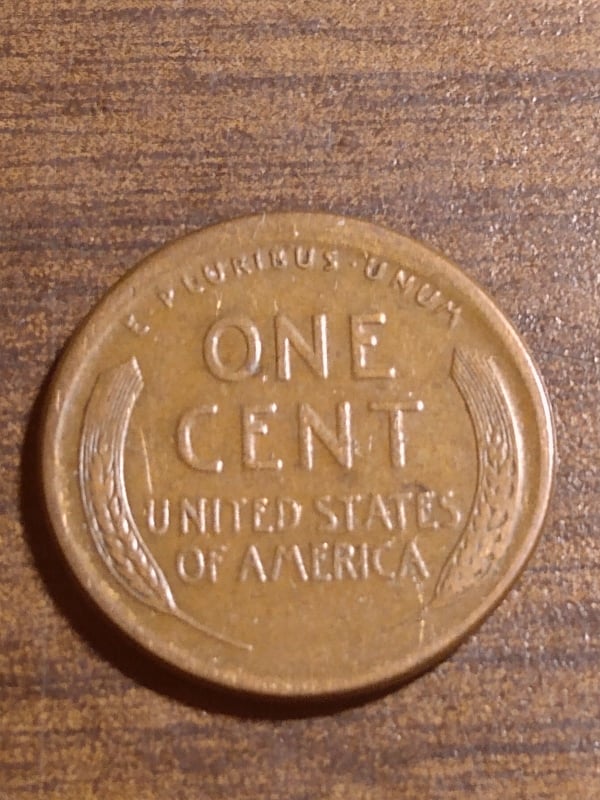 E·PLURIBUS·UNUM
ONE
CENT
UNITED STATES
OF AMERICA